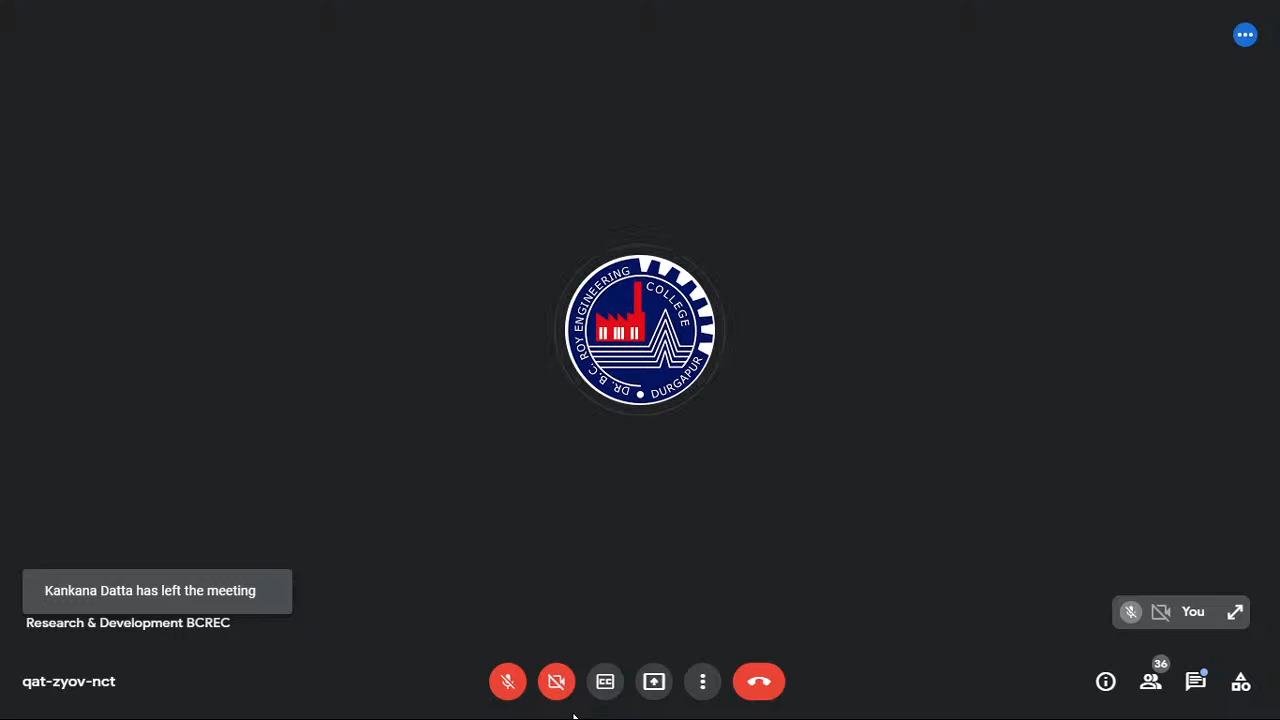 DR. B.C. ROY ENGINEERING COLLEGE
DURGAPUR
Kankana Datta has left the meeting
Research & Development BCREC
You
qat-zyov-nct
CC
36